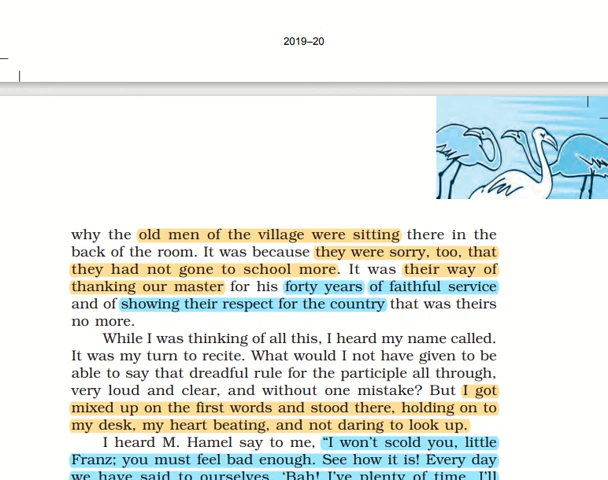 2019–20
why the old men of the village were sitting there in the
back of the room. It was because they were sorry, too, that
they had not gone to school more. It was their way of
thanking our master for his forty years of faithful service
and of showing their respect for the country that was theirs
no more.
While I was thinking of all this, I heard my name called.
It was my turn to recite. What would I not have given to be
able to say that dreadful rule for the participle all through,
very loud and clear, and without one mistake? But I got
mixed up on the first words and stood there, holding on to
my desk, my heart beating, and not daring to look up.
I heard M. Hamel say to me, “I won't scold you, little
Franz; you must feel bad enough. See how it is! Every day
we have said to ourselves, ‘Bah! I've plenty of time, I'll